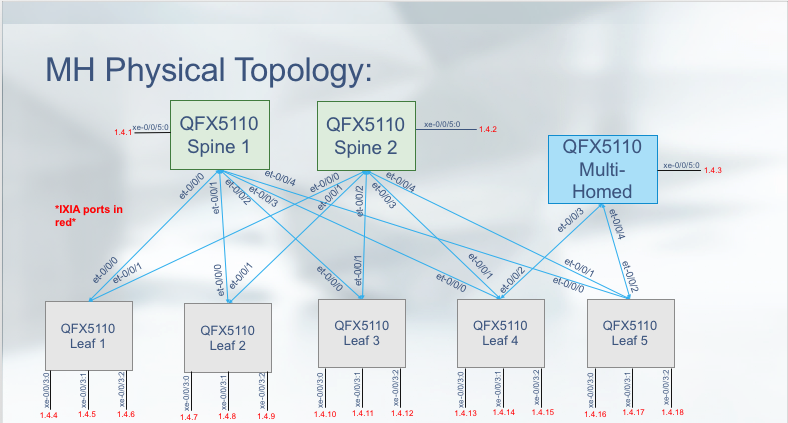 MH Physical Topology:
QFX5110
Spine 1
QFX5110
Spine 2
QFX5110
Multi-
Homed
1.4.1
xe-0/0/5:0
xe-0/0/5:0
1.4.2
xe-0/0/5:0
1.4.3
*IXIA ports in
red*
et-0/0/0
et-0/0/1
et-0/0/2
et-0/0/3
et-0/0/4
et-0/0/0
et-0/0/1
et-0/0/2
et-0/0/3
et-0/0/4
et-0/0/3
et-0/0/4
et-0/0/0
et-0/0/1
et-0/0/0
et-0/0/1
et-0/0/0
et-0/0/1
et-0/0/0
et-0/0/1
et-0/0/2
et-0/0/1
et-0/0/0
et-0/0/2
QFX5110
Leaf 1
QFX5110
Leaf 2
QFX5110
Leaf 3
QFX5110
Leaf 4
QFX5110
Leaf 5
xe-0/0/3:0
xe-0/0/3:1
xe-0/0/3:2
xe-0/0/3:0
xe-0/0/3:1
xe-0/0/3:2
xe-0/0/3:0
xe-0/0/3:1
xe-0/0/3:2
xe-0/0/3:0
xe-0/0/3:1
xe-0/0/3:2
xe-0/0/3:0
xe-0/0/3:1
xe-0/0/3:2
1.4.4
1.4.5
1.4.6
1.4.7
1.4.8
1.4.9
1.4.10
1.4.11
1.4.12
1.4.13
1.4.14
1.4.15
1.4.16
1.4.17
1.4.18